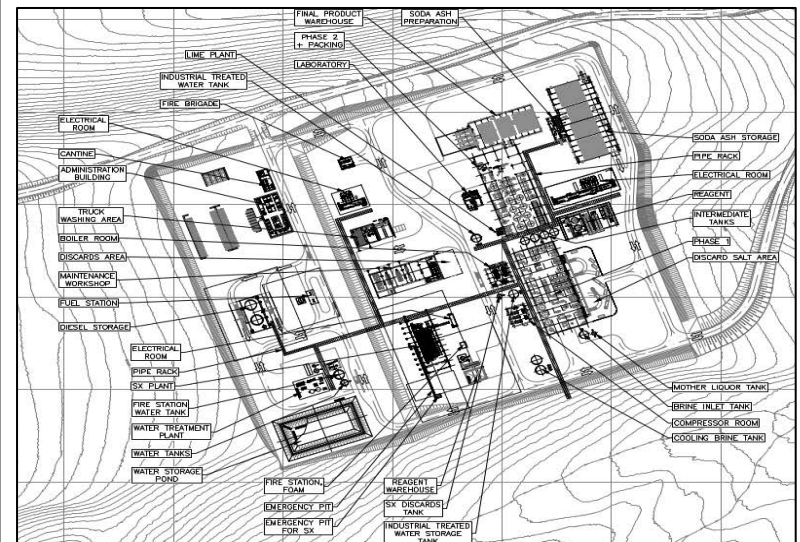 FINAL PRODUCT
WAREHOUSE
SODA ASH
PREPARATION
PHASE 2
+ PACKING
LIME PLANT
LABORATORY
INDUSTRIAL TREATED
WATER TANK
FIRE BRIGADE
ELECTRICAL
ROOM
CANTINE
ADMINISTRATION
BUILDING
TRUCK
WASHING AREA
BOILER ROOM
DISCARDS AREA
MAINTENANCE
WORKSHOP
FUEL STATION
DIESEL STORAGE
ELECTRICAL
ROOM
PIPE RACK
SX PLANT
FIRE STATION
WATER TANK
WATER TREATMENT
PLANT
WATER TANKS
WATER STORAGE
POND
SODA ASH STORAGE
PIPE RACK
ELECTRICAL ROOM
REAGENT
INTERMEDIATE
TANKS
PHASE 1
DISCARD SALT AREA
MOTHER LIQUOR TANK
BRINE INLET TANK
COMPRESSOR ROOM
COOLING BRINE TANK
FIRE STATION,
FOAM
EMERGENCY PIT
EMERGENCY PIT
FOR SX
REAGENT
WAREHOUSE
SX DISCARDS
TANK
INDUSTRIAL TREATED
WATER STORAGE
TANK